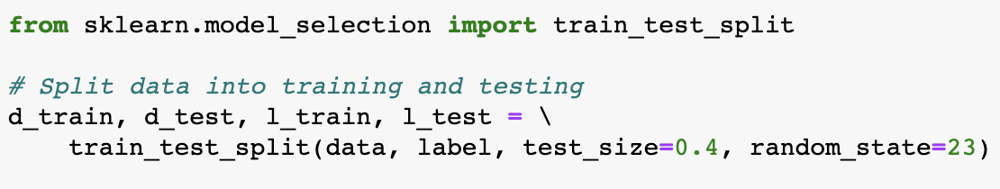 from sklearn.model_selection import train_test_split
# Split data into training and testing
d_train, d_test, l_train, l_test = \
train_test_split(data, label, test_size=0.4, random_state=23)